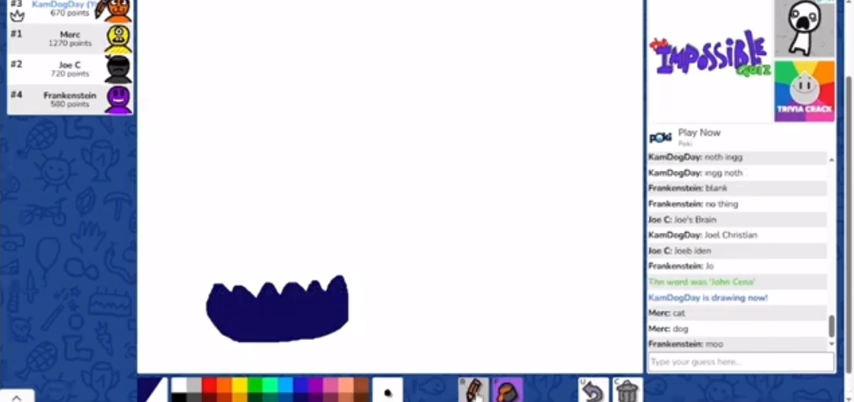 #3
KamDogDay (Y
670 points
#1
Merc
1270 points
#2
Joe C
720 points
#4
Frankenstein
580 points
the
IMPOSSIBLE
QUIZ
TRIVIA CRACK
poki
Play Now
Poki
KamDogDay: noth ingg
KamDogDay: ingg noth
Frankenstein: blank
Frankenstein: no thing
Joe C: Joe's Brain
KamDogDay: Joel Christian
Joe C: Joeb iden
Frankenstein: Jo
The word was 'John Cena'
KamDogDay is drawing now!
Merc: cat
Merc: dog
Frankenstein: moo
Type your guess here...
B
F
U
C